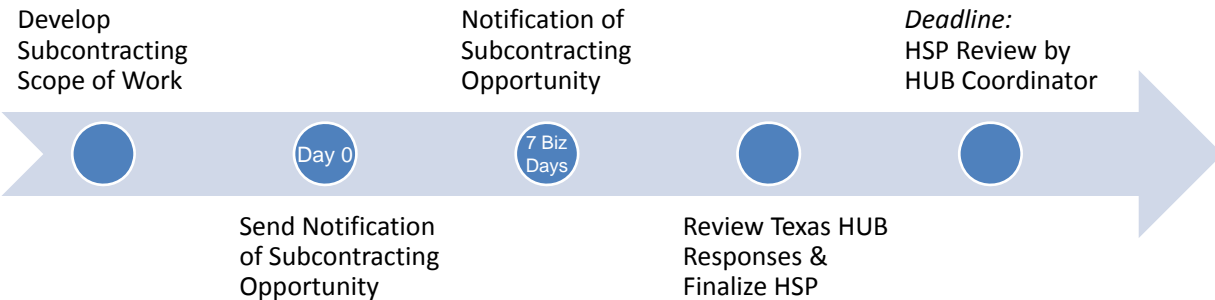 Develop
Subcontracting
Scope of Work
Notification of
Subcontracting
Opportunity
Deadline:
HSP Review by
HUB Coordinator
Day 0
7 Biz
Days
Send Notification
of Subcontracting
Opportunity
Review Texas HUB
Responses &
Finalize HSP